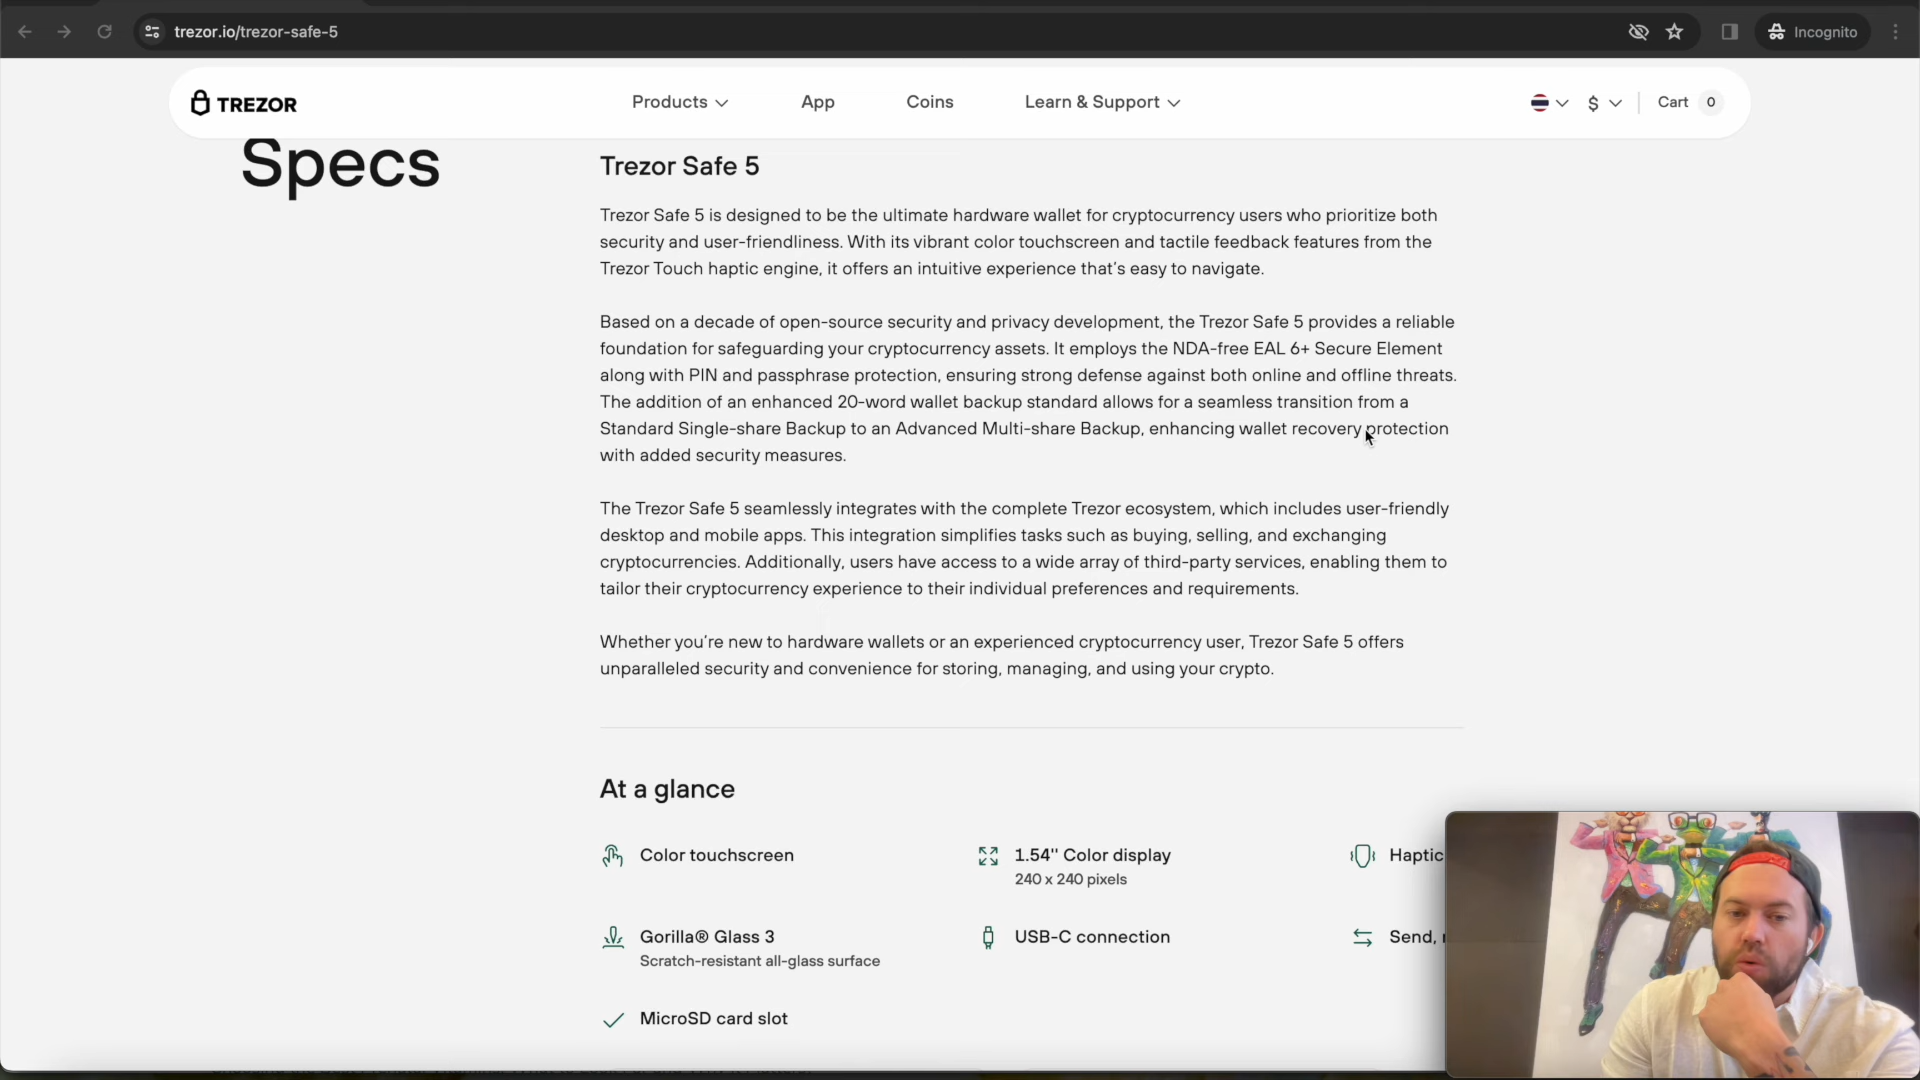 trezor.io/trezor-safe-5
Incognito
TREZOR
Products
App
Coins
Learn & Support
$
Cart 0
Specs
Trezor Safe 5
Trezor Safe 5 is designed to be the ultimate hardware wallet for cryptocurrency users who prioritize both
security and user-friendliness. With its vibrant color touchscreen and tactile feedback features from the
Trezor Touch haptic engine, it offers an intuitive experience that’s easy to navigate.
Based on a decade of open-source security and privacy development, the Trezor Safe 5 provides a reliable
foundation for safeguarding your cryptocurrency assets. It employs the NDA-free EAL 6+ Secure Element
along with PIN and passphrase protection, ensuring strong defense against both online and offline threats.
The addition of an enhanced 20-word wallet backup standard allows for a seamless transition from a
Standard Single-share Backup to an Advanced Multi-share Backup, enhancing wallet recovery protection
with added security measures.
The Trezor Safe 5 seamlessly integrates with the complete Trezor ecosystem, which includes user-friendly
desktop and mobile apps. This integration simplifies tasks such as buying, selling, and exchanging
cryptocurrencies. Additionally, users have access to a wide array of third-party services, enabling them to
tailor their cryptocurrency experience to their individual preferences and requirements.
Whether you’re new to hardware wallets or an experienced cryptocurrency user, Trezor Safe 5 offers
unparalleled security and convenience for storing, managing, and using your crypto.
At a glance
Color touchscreen
1.54'' Color display
240 x 240 pixels
Haptic
Gorilla® Glass 3
Scratch-resistant all-glass surface
USB-C connection
Send,
MicroSD card slot